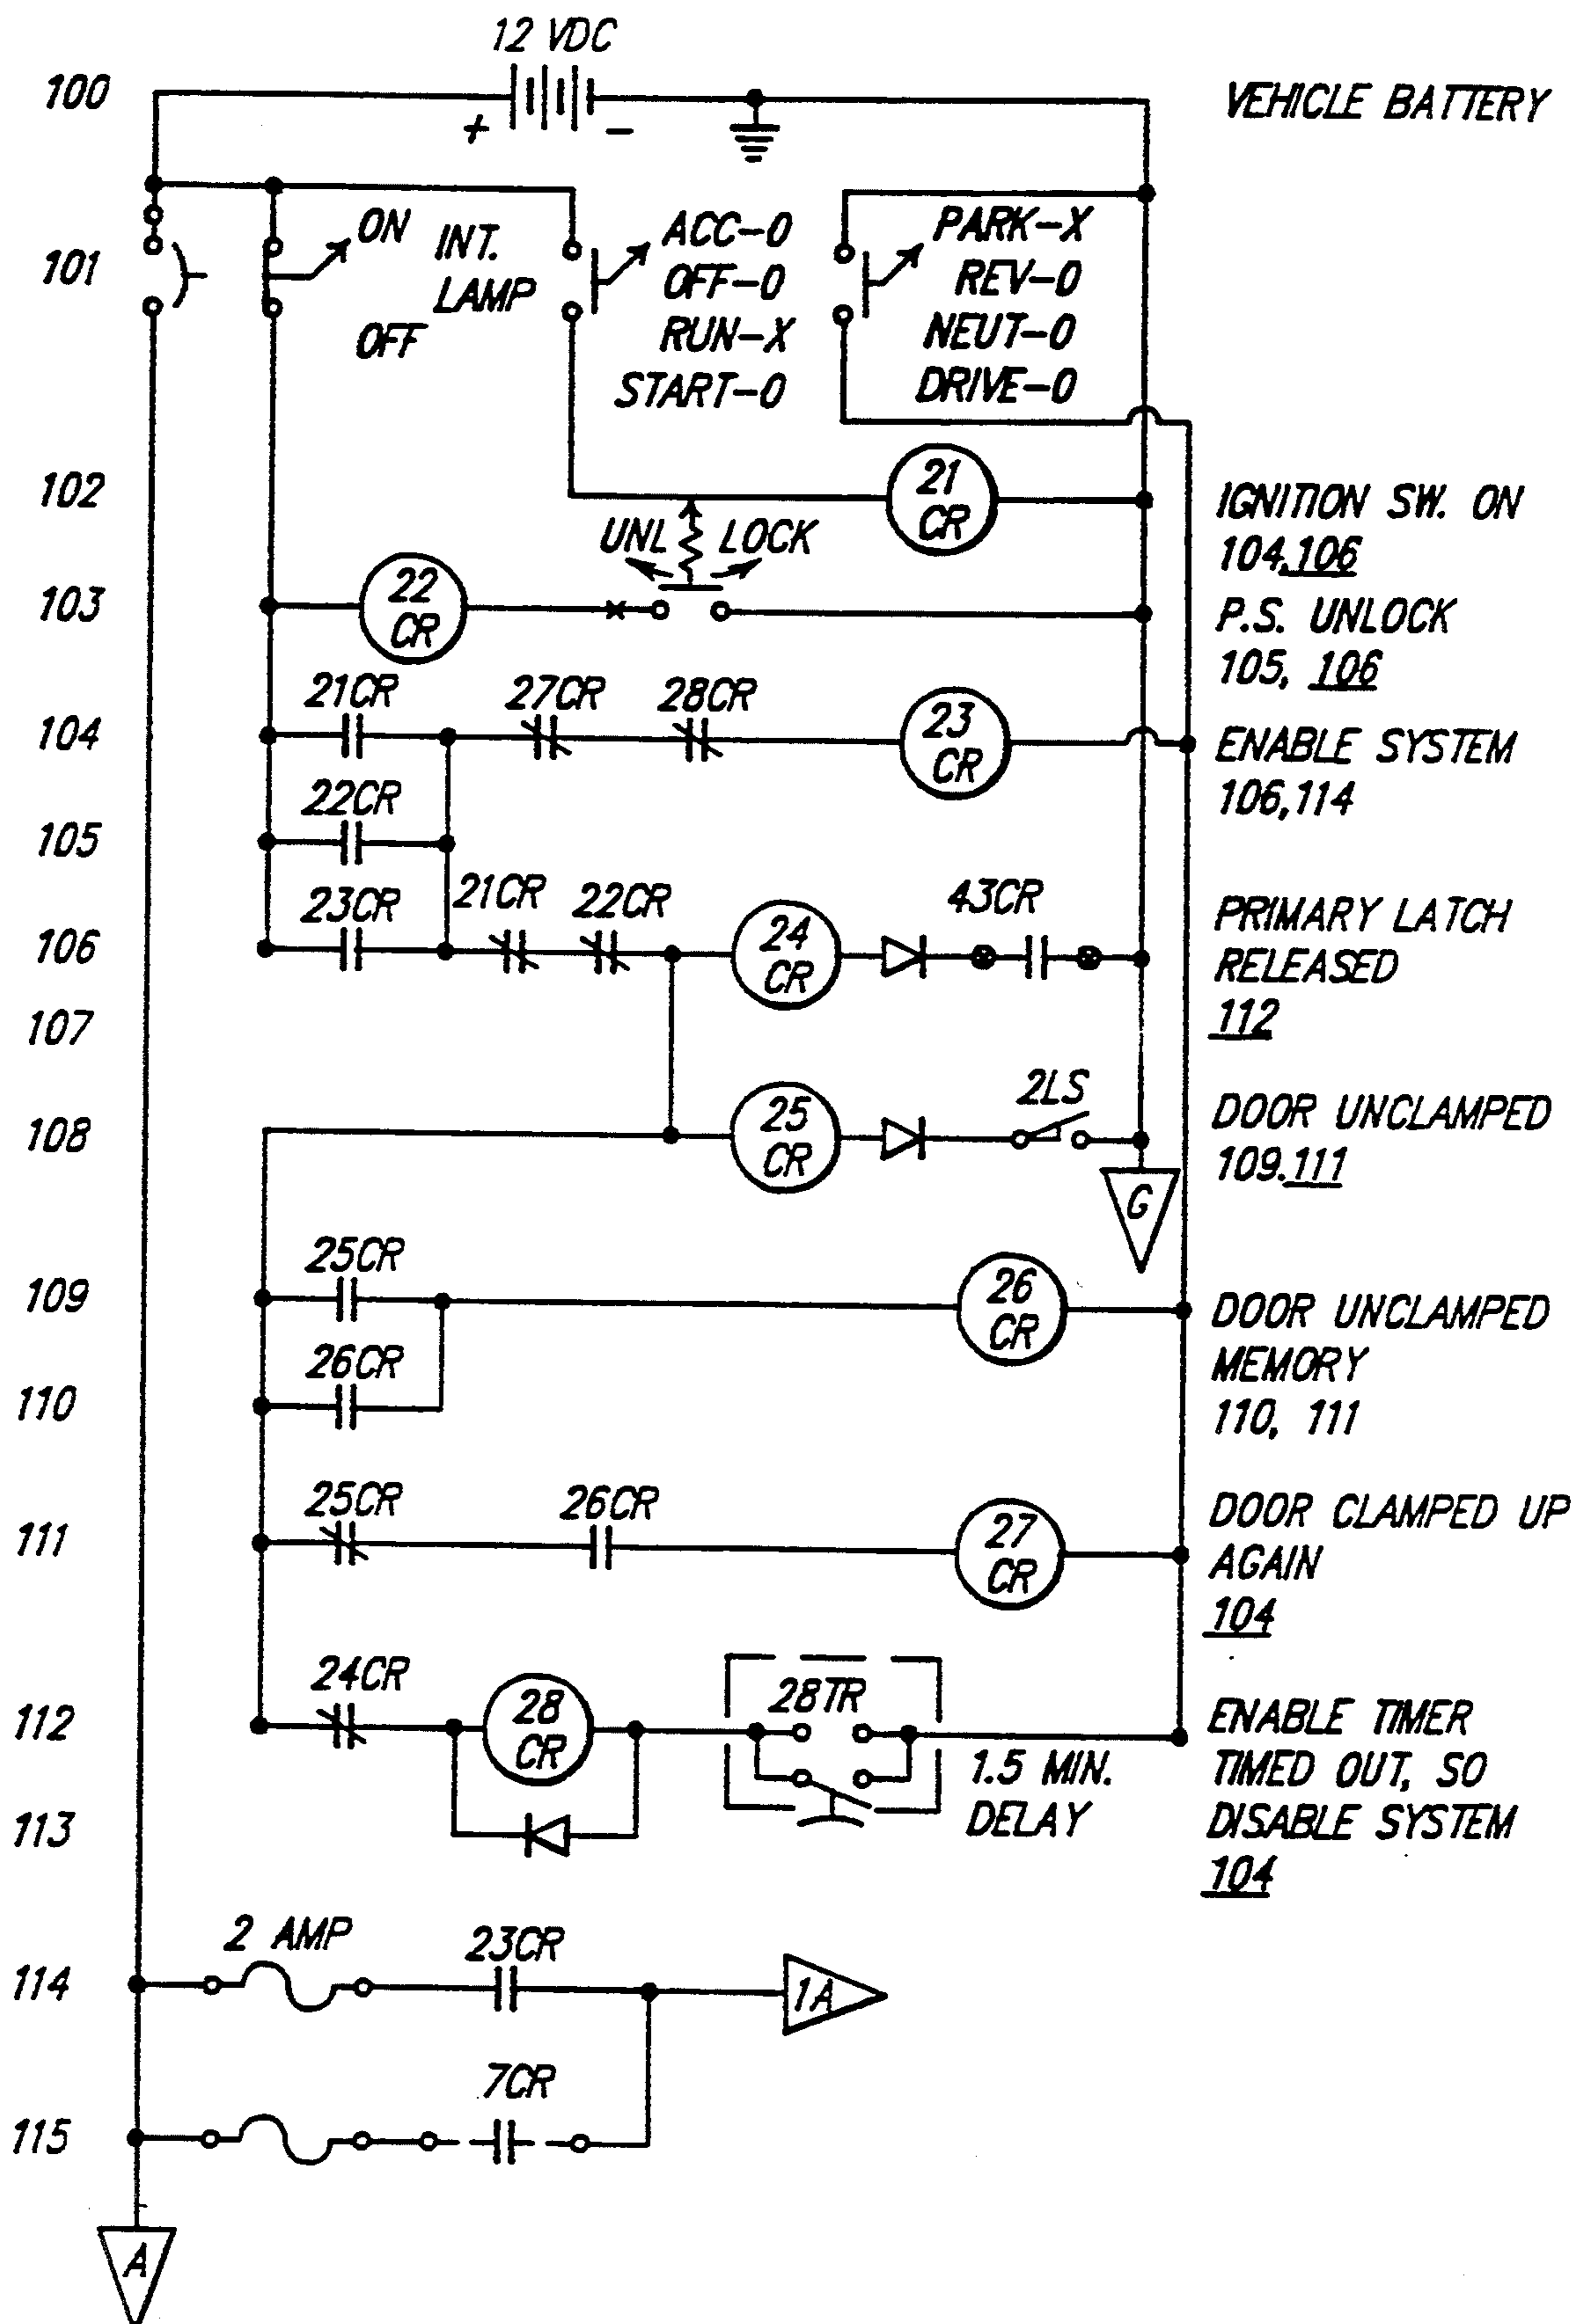 12 VDC
100
+
-
VEHICLE BATTERY
101
ON
OFF
INT.
LAMP
ACC-0
OFF-0
RUN-X
START-0
PARK-X
REV-0
NEUT-0
DRIVE-0
102
21
CR
IGNITION SW. ON
104,106
UNL
LOCK
103
22
CR
P.S. UNLOCK
105, 106
104
21CR
27CR
28CR
23
CR
ENABLE SYSTEM
106,114
105
22CR
106
23CR
21CR
22CR
24
CR
43CR
PRIMARY LATCH
RELEASED
112
107
108
25
CR
2LS
DOOR UNCLAMPED
109.111
G
109
25CR
26
CR
DOOR UNCLAMPED
MEMORY
110, 111
110
26CR
111
25CR
26CR
27
CR
DOOR CLAMPED UP
AGAIN
104
112
24CR
28
CR
28TR
1.5 MIN.
DELAY
ENABLE TIMER
TIMED OUT, SO
DISABLE SYSTEM
104
113
114
2 AMP
23CR
1A
115
7CR
A